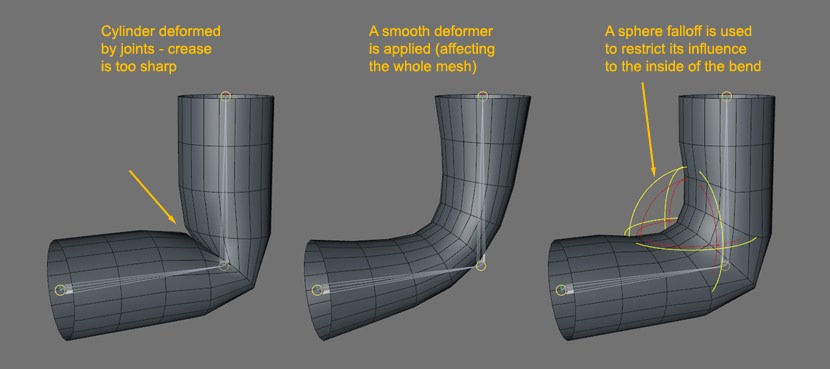 Cylinder deformed
by joints - crease
is too sharp
A smooth deformer
is applied (affecting
the whole mesh)
A sphere falloff is used
to restrict its influence
to the inside of the bend